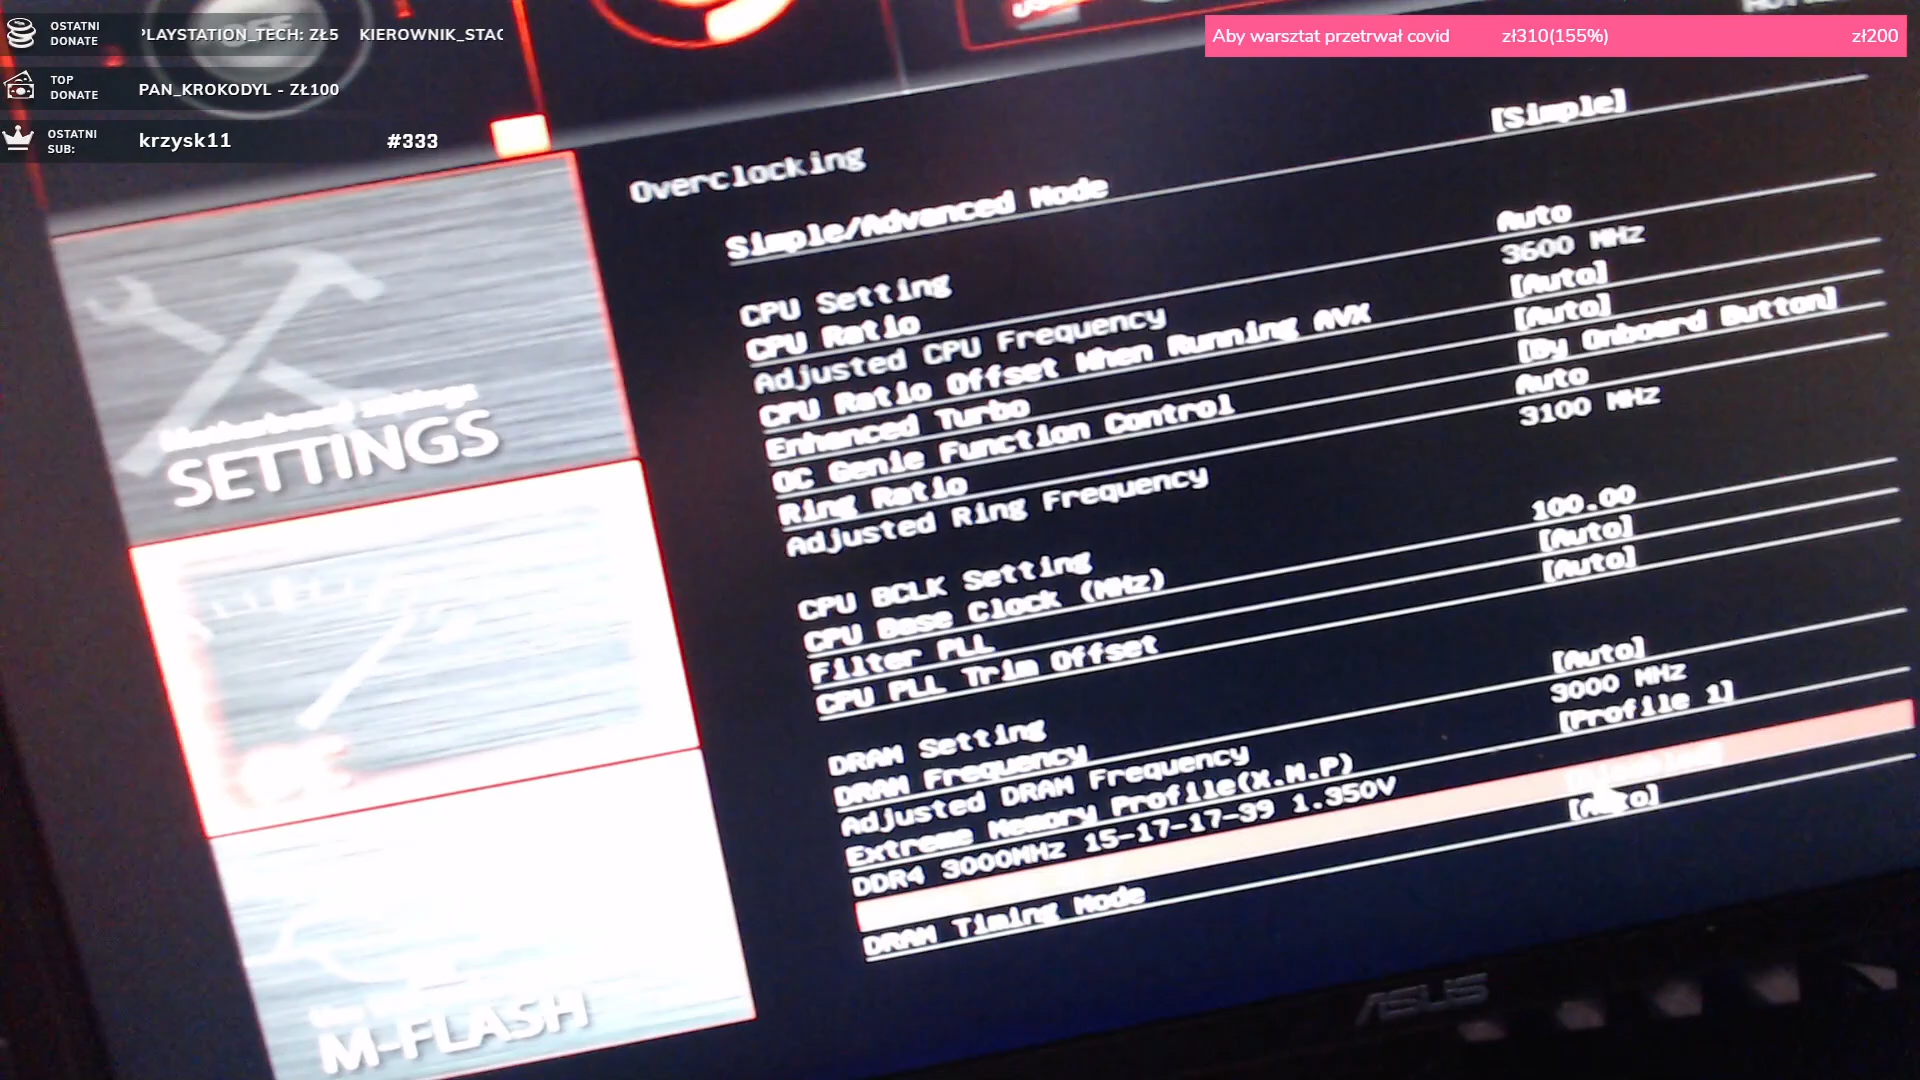 OSTATNI
DONATE
PLAYSTATION_TECH: ZŁ5 KIEROWNIK_STAC
TOP
DONATE
PAN_KROKODYL - ZŁ100
OSTATNI
SUB:
krzysk11 #333
Aby warsztat przetrwał covid zł310(155%) zł200
Overclocking
Simple/Advanced Mode [Simple]
CPU Setting
CPU Ratio Auto
Adjusted CPU Frequency 3600 MHz
CPU Ratio Offset When Running AVX [Auto]
Enhanced Turbo [Auto]
OC Genie Function Control [By Onboard Button]
Ring Ratio Auto
Adjusted Ring Frequency 3100 MHz
CPU BCLK Setting
CPU Base Clock (MHz) 100.00
Filter PLL [Auto]
CPU PLL Trim Offset [Auto]
DRAM Setting
DRAM Frequency [Auto]
Adjusted DRAM Frequency 3000 MHz
Extreme Memory Profile(X.M.P) [Profile 1]
DDR4 3000MHz 15-17-17-39 1.350V
DRAM Timing Mode [Auto]
Motherboard settings
SETTINGS
M-FLASH
ASUS